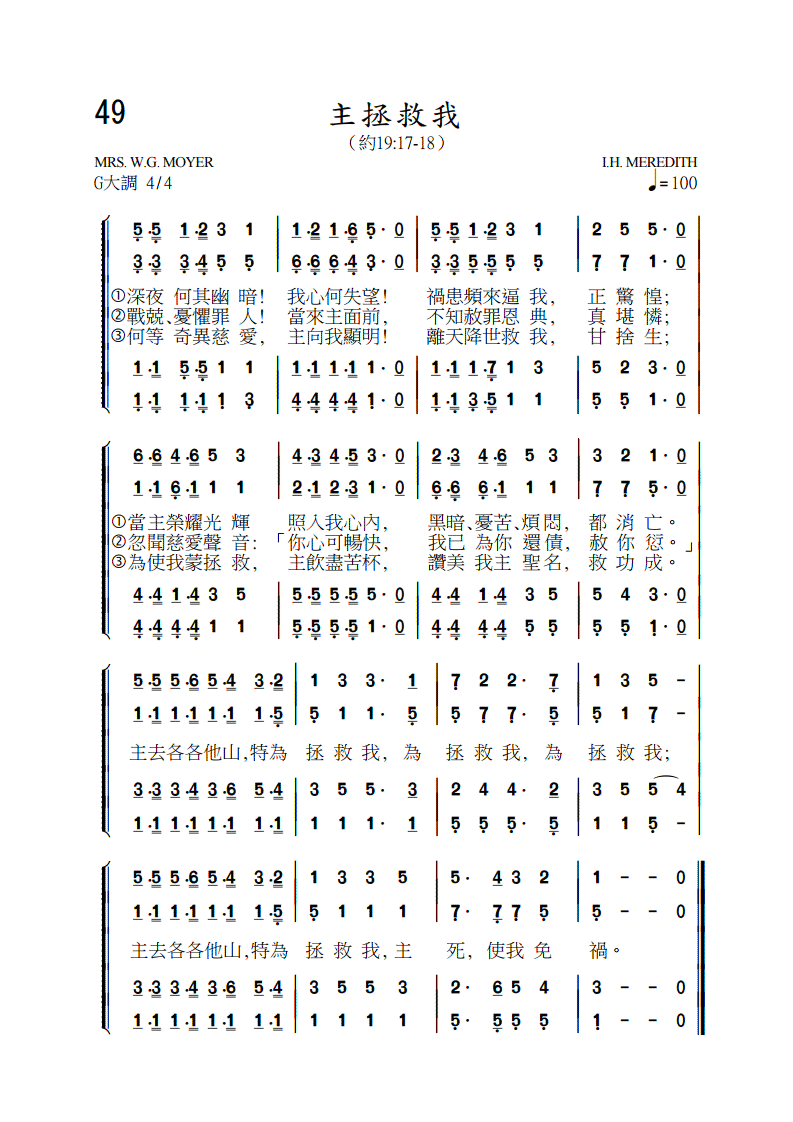 49
主拯救我
（約19:17-18）
MRS. W.G. MOYER I.H. MEREDITH
G大調 4/4 ♩=100
5·5 1·2 3 1 | 1·2 1·6 5· 0 | 5·5 1·2 3 1 | 2 5 5· 0
3·3 3·4 5 5 | 6·6 6·4 3· 0 | 3·3 5·5 5 5 | 7 7 1· 0
①深夜 何其幽 暗! 我心何失望! 禍患頻來逼 我, 正 驚 惶;
②戰兢、憂懼罪 人! 當來主面前, 不知赦罪恩 典, 真 堪 憐;
③何等 奇異慈 愛, 主向我顯明! 離天降世救 我, 甘 捨 生;
1·1 5·5 1 1 | 1·1 1·1 1· 0 | 1·1 1·7 1 3 | 5 2 3· 0
1·1 1·1 1 3 | 4·4 4·4 1· 0 | 1·1 3·5 1 1 | 5 5 1· 0
6·6 4·6 5 3 | 4·3 4·5 3· 0 | 2·3 4·6 5 3 | 3 2 1· 0
1·1 6·1 1 1 | 2·1 2·3 1· 0 | 6·6 6·1 1 1 | 7 7 5· 0
①當主榮耀光 輝 照入我心內, 黑暗、憂苦、煩悶, 都 消 亡。
②忽聞慈愛聲 音:「你心可暢快, 我已 為你 還債, 赦 你 愆。」
③為使我蒙拯 救, 主飲盡苦杯, 讚美 我主 聖名, 救 功 成。
4·4 1·4 3 5 | 5·5 5·5 5· 0 | 4·4 1·4 3 5 | 5 4 3· 0
4·4 4·4 1 1 | 5·5 5·5 1· 0 | 4·4 4·4 5 5 | 5 5 1· 0
5·5 5·6 5·4 3·2 | 1 3 3· 1 | 7 2 2· 7 | 1 3 5 –
1·1 1·1 1·1 1·5 | 5 1 1· 5 | 5 7 7· 5 | 5 1 7 –
主去各各他山,特為 拯 救 我, 為 拯 救 我, 為 拯 救 我;
3·3 3·4 3·6 5·4 | 3 5 5· 3 | 2 4 4· 2 | 3 5 5 4
1·1 1·1 1·1 1·1 | 1 1 1· 1 | 5 5 5· 5 | 1 1 5 –
5·5 5·6 5·4 3·2 | 1 3 3 5 | 5· 4 3 2 | 1 – – 0
1·1 1·1 1·1 1·5 | 5 1 1 1 | 7· 7 7 5 | 5 – – 0
主去各各他山,特為 拯 救 我, 主 死, 使我 免 禍。
3·3 3·4 3·6 5·4 | 3 5 5 3 | 2· 6 5 4 | 3 – – 0
1·1 1·1 1·1 1·1 | 1 1 1 1 | 5· 5 5 5 | 1 – – 0